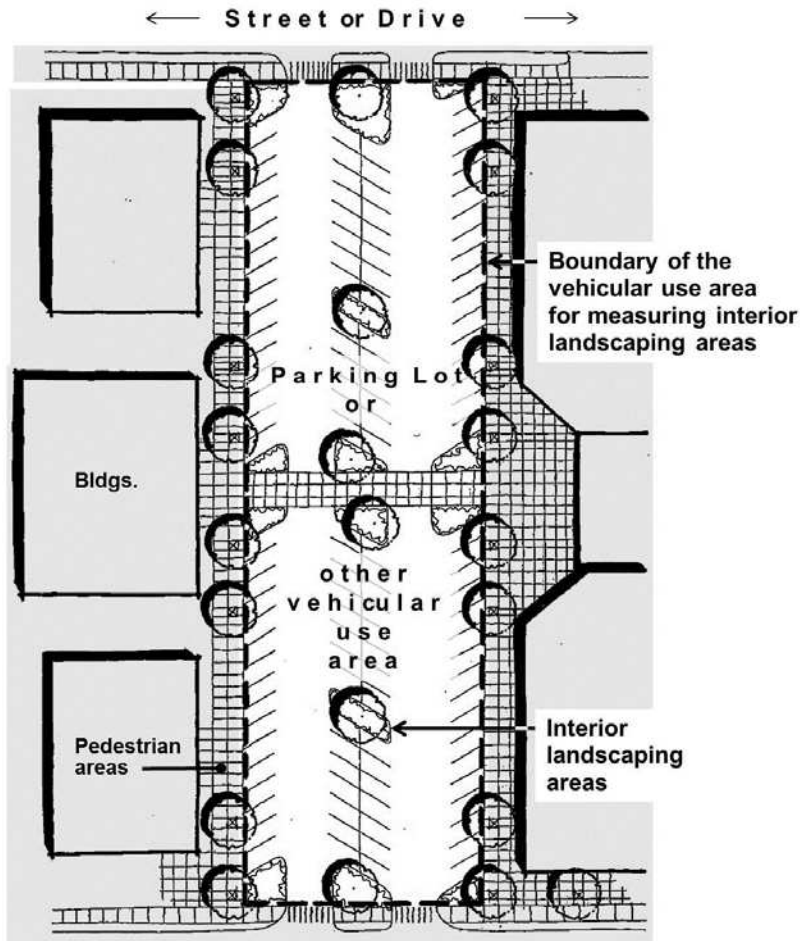 ← Street or Drive →
Boundary of the
vehicular use area
for measuring interior
landscaping areas
Parking Lot
or
Bldgs.
other
vehicular
use
area
Pedestrian
areas
Interior
landscaping
areas